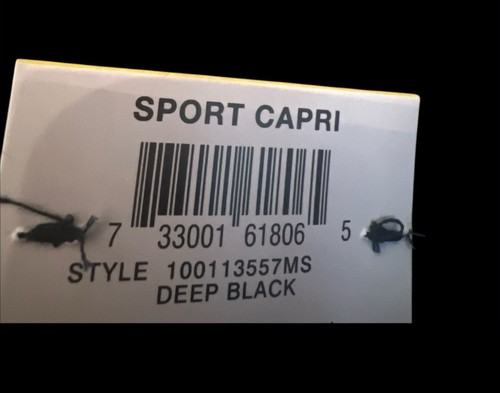 SPORT CAPRI
7 33001 61806 5
STYLE 100113557MS
DEEP BLACK